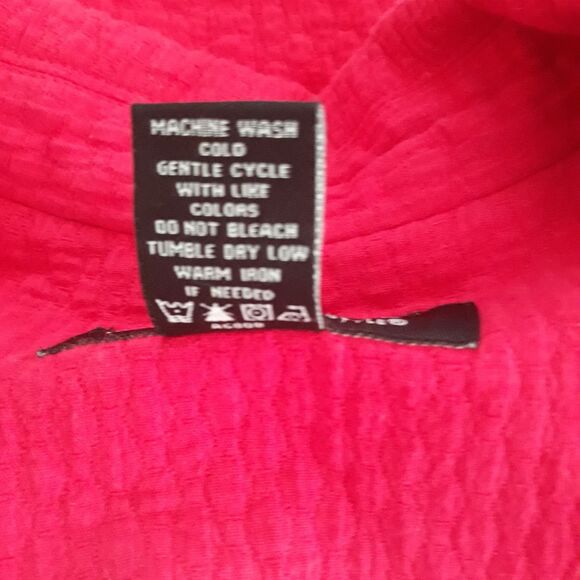 MACHINE WASH
COLD
GENTLE CYCLE
WITH LIKE
COLORS
DO NOT BLEACH
TUMBLE DRY LOW
WARM IRON
IF NEEDED